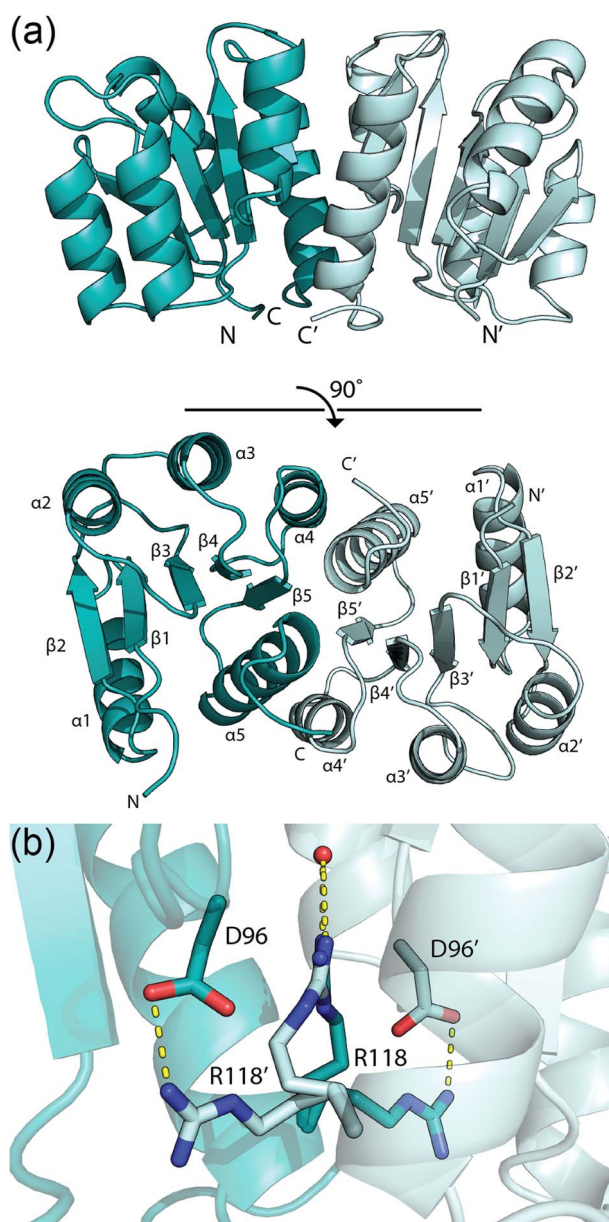 (a)
N
C
C′
N′
90°
α3
C′
α5′
α1′
N′
α2
β3
β4
α4
β1′
β2′
β5
β5′
β2
β1
β4′
β3′
α1
α5
C
α4′
α3′
α2′
N
(b)
D96
D96′
R118′
R118